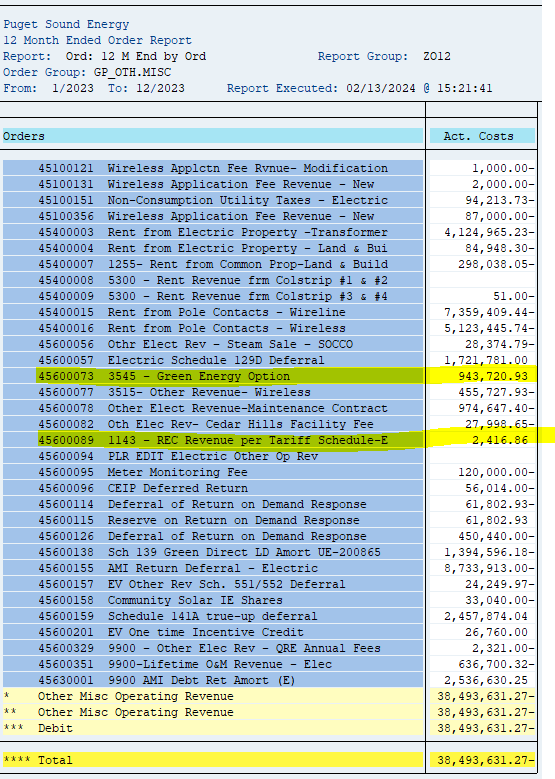 Puget Sound Energy
12 Month Ended Order Report
Report: Ord: 12 M End by Ord Report Group: ZO12
Order Group: GP_OTH.MISC
From: 1/2023 To: 12/2023 Report Executed: 02/13/2024 @ 15:21:41
Orders Act. Costs
45100121 Wireless Applctn Fee Rvnue- Modification 1,000.00-
45100131 Wireless Application Fee Revenue - New 2,000.00-
45100151 Non-Consumption Utility Taxes - Electric 94,213.73-
45100356 Wireless Application Fee Revenue - New 87,000.00-
45400003 Rent from Electric Property -Transformer 4,124,965.23-
45400004 Rent from Electric Property - Land & Bui 84,948.30-
45400007 1255- Rent from Common Prop-Land & Build 298,038.05-
45400008 5300 - Rent Revenue frm Colstrip #1 & #2
45400009 5300 - Rent Revenue frm Colstrip #3 & #4 51.00-
45400015 Rent from Pole Contacts - Wireline 7,359,409.44-
45400016 Rent from Pole Contacts - Wireless 5,123,445.74-
45600056 Othr Elect Rev - Steam Sale - SOCCO 28,374.79-
45600057 Electric Schedule 129D Deferral 1,721,781.00
45600073 3545 - Green Energy Option 943,720.93
45600077 3515- Other Revenue- Wireless 455,727.93-
45600078 Other Elect Revenue-Maintenance Contract 974,647.40-
45600082 Oth Elec Rev- Cedar Hills Facility Fee 27,998.65-
45600089 1143 - REC Revenue per Tariff Schedule-E 2,416.86
45600094 PLR EDIT Electric Other Op Rev
45600095 Meter Monitoring Fee 120,000.00-
45600096 CEIP Deferred Return 56,014.00-
45600114 Deferral of Return on Demand Response 61,802.93-
45600115 Reserve on Return on Demand Response 61,802.93
45600126 Deferral of Return on Demand Response 450,440.00-
45600138 Sch 139 Green Direct LD Amort UE-200865 1,394,596.18-
45600155 AMI Return Deferral - Electric 8,733,913.00-
45600157 EV Other Rev Sch. 551/552 Deferral 24,249.97-
45600158 Community Solar IE Shares 33,040.00-
45600159 Schedule 141A true-up deferral 2,457,874.04
45600201 EV One time Incentive Credit 26,760.00
45600329 9900 - Other Elec Rev - QRE Annual Fees 2,321.00-
45600351 9900-Lifetime O&M Revenue - Elec 636,700.32-
45630001 9900 AMI Debt Ret Amort (E) 2,536,630.25
* Other Misc Operating Revenue 38,493,631.27-
** Other Misc Operating Revenue 38,493,631.27-
*** Debit 38,493,631.27-
**** Total 38,493,631.27-